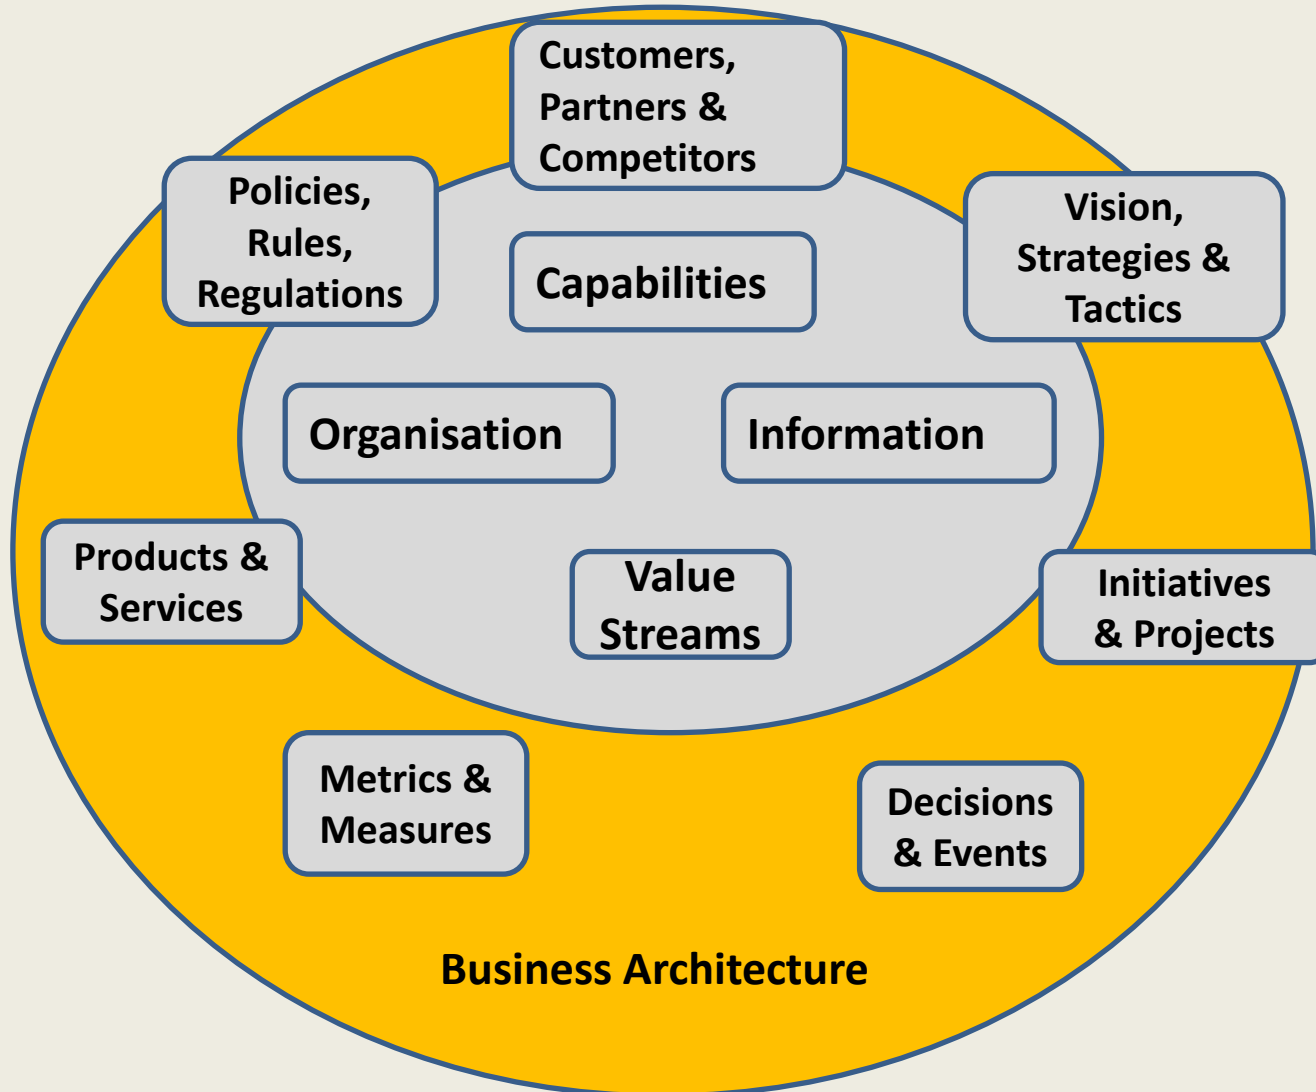 Customers,
Partners &
Competitors
Policies,
Rules,
Regulations
Vision,
Strategies &
Tactics
Capabilities
Organisation
Information
Products &
Services
Value
Streams
Initiatives
& Projects
Metrics &
Measures
Decisions
& Events
Business Architecture